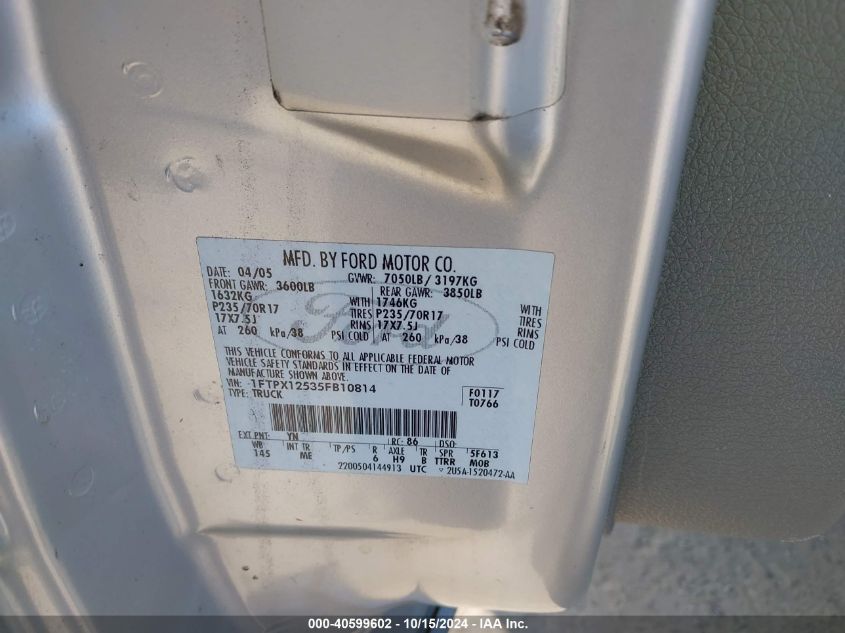 MFD. BY FORD MOTOR CO.
DATE: 04/05 GVWR: 7050LB/ 3197KG
FRONT GAWR: 3600LB REAR GAWR: 3850LB
1632KG WITH 1746KG WITH
P235/70R17 TIRES P235/70R17 TIRES
17X7.5J RINS 17X7.5J RINS
AT 260 kPa/38 PSI COLD AT 260 kPa/38 PSI COLD
THIS VEHICLE CONFORMS TO ALL APPLICABLE FEDERAL MOTOR
VEHICLE SAFETY STANDARDS IN EFFECT ON THE DATE OF
MANUFACTURE SHOWN ABOVE.
VIN: 1FTPX12535FB10814 F0117
TYPE: TRUCK T0766
EXT PNT: YN RC: 86 DSO:
WB INT TR TP/PS R AXLE TR SPR 5F613
145 ME 6 H9 B TTRR MOB
2200504144913 UTC 2U5A-1520472-AA
Ford
000-40599602 - 10/15/2024 - IAA Inc.